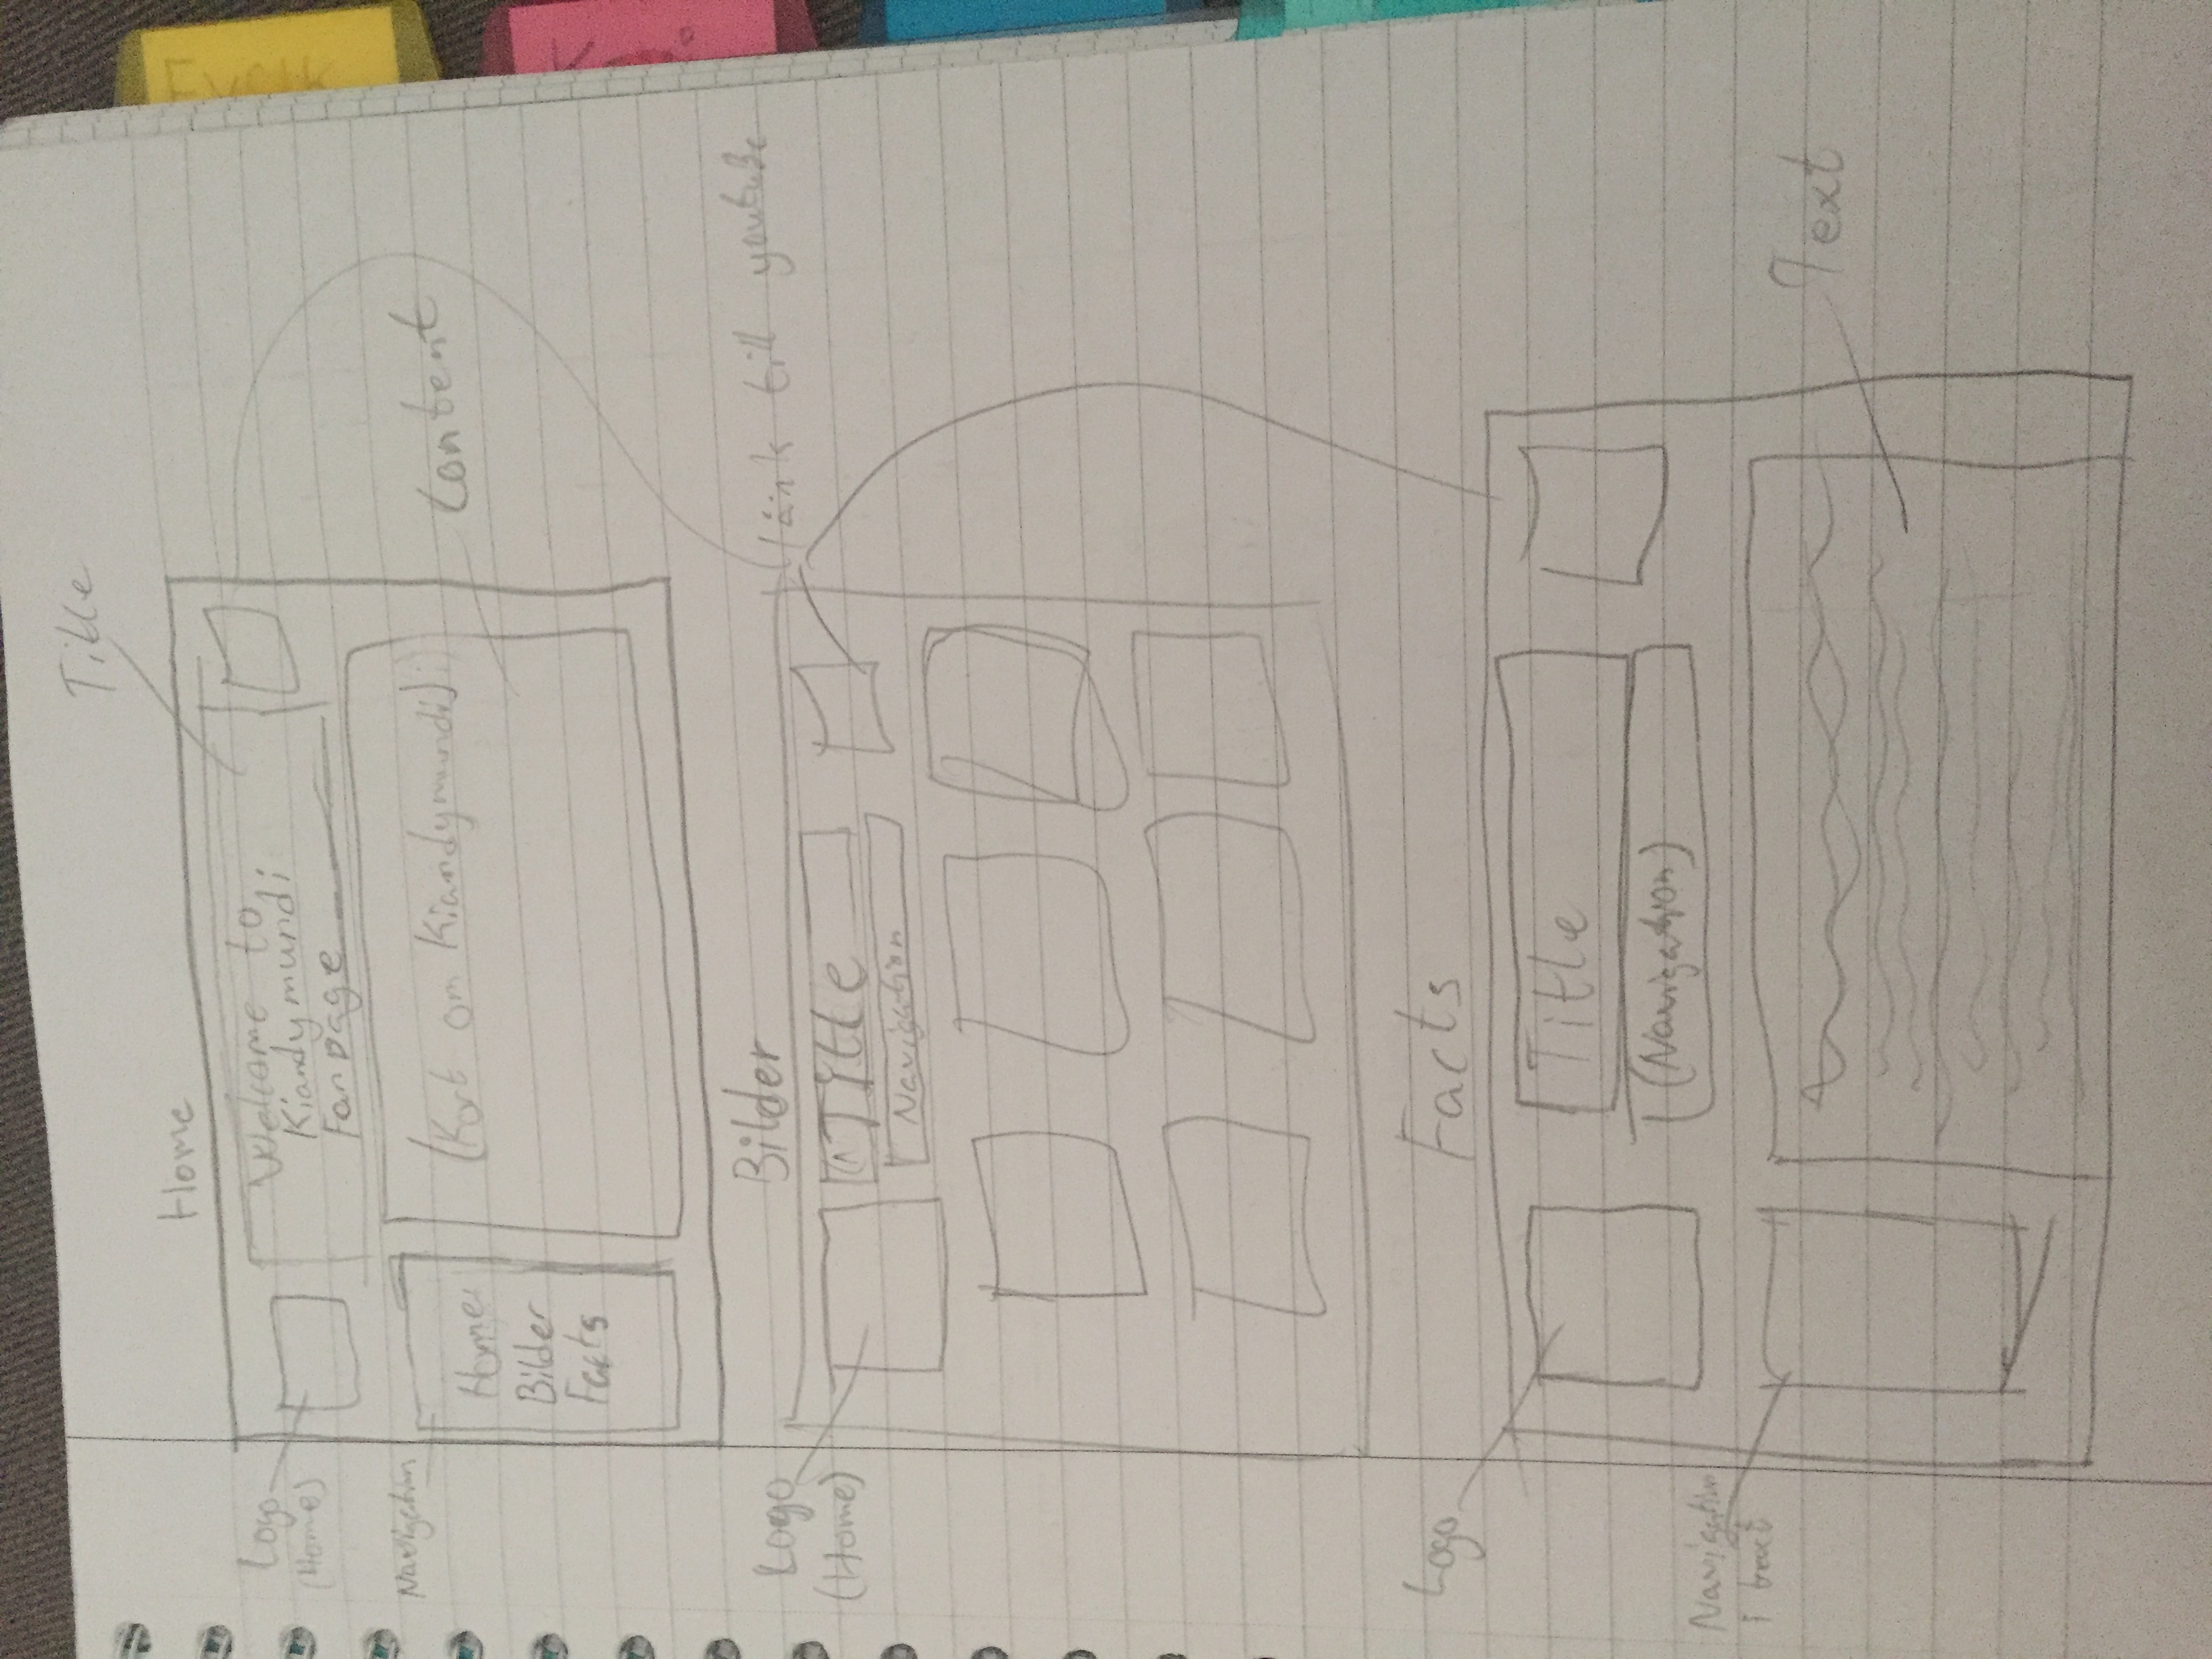 Title
Home
Logo
(Home)
Welcome to
Kiandymundi
Fanpage
Navigation
Home
Bilder
Facts
(Kort om Kiandymundi)
Content
Bilder
Logo
(Home)
Title
Navigation
länk till youtube
Facts
Logo
Title
(Navigation)
Navigation
i text
Text